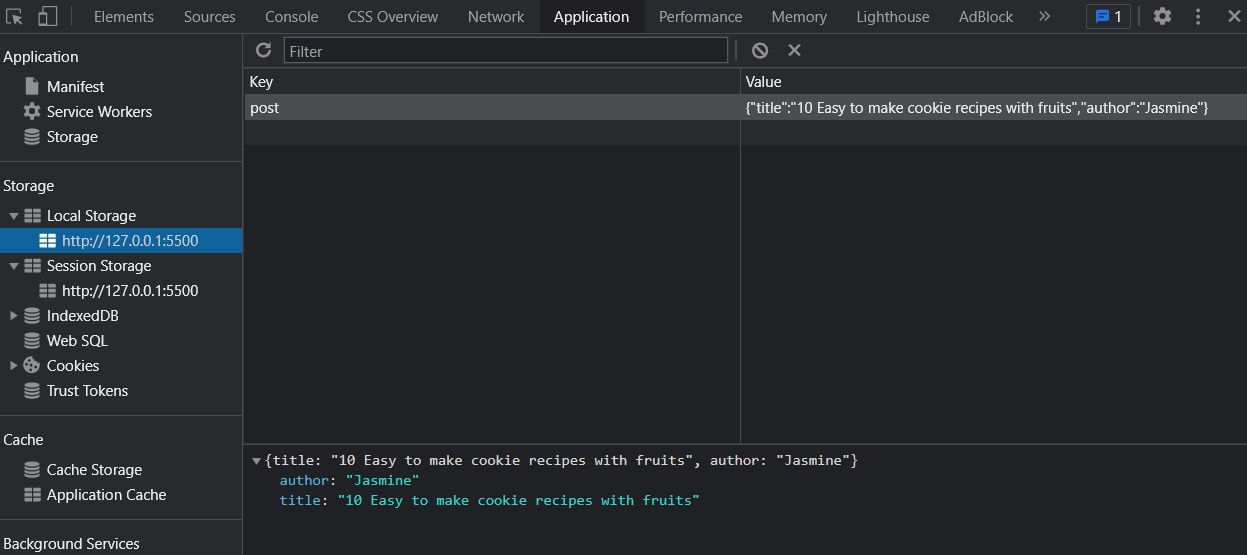 Elements Sources Console CSS Overview Network Application Performance Memory Lighthouse AdBlock » 1
Application
Filter
Manifest
Service Workers
Storage
Key Value
post {"title":"10 Easy to make cookie recipes with fruits","author":"Jasmine"}
Storage
Local Storage
http://127.0.0.1:5500
Session Storage
http://127.0.0.1:5500
IndexedDB
Web SQL
Cookies
Trust Tokens
Cache
Cache Storage
Application Cache
Background Services
{title: "10 Easy to make cookie recipes with fruits", author: "Jasmine"}
author: "Jasmine"
title: "10 Easy to make cookie recipes with fruits"